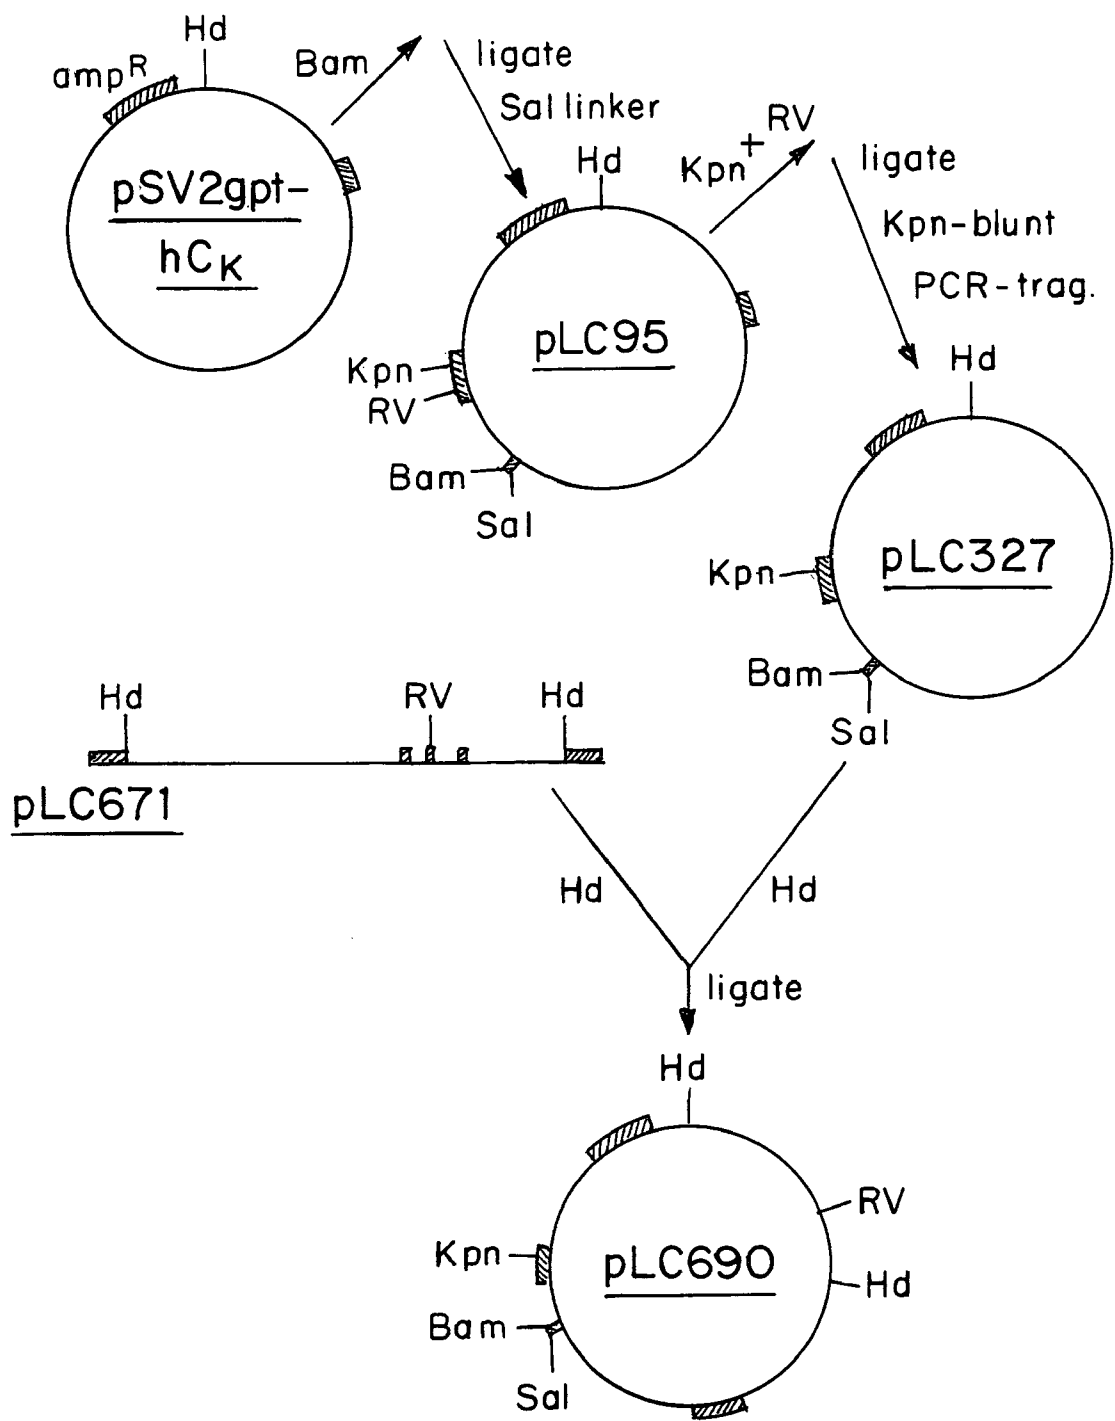 Hd
ampR
Bam
ligate
Sal linker
pSV2gpt-
hCK
Hd
Kpn + RV
ligate
Kpn-blunt
PCR-trag.
pLC95
Kpn
RV
Bam
Sal
Hd
pLC327
Kpn
Bam
Sal
Hd
RV
Hd
pLC671
Hd
Hd
ligate
Hd
RV
Kpn
pLC690
Hd
Bam
Sal